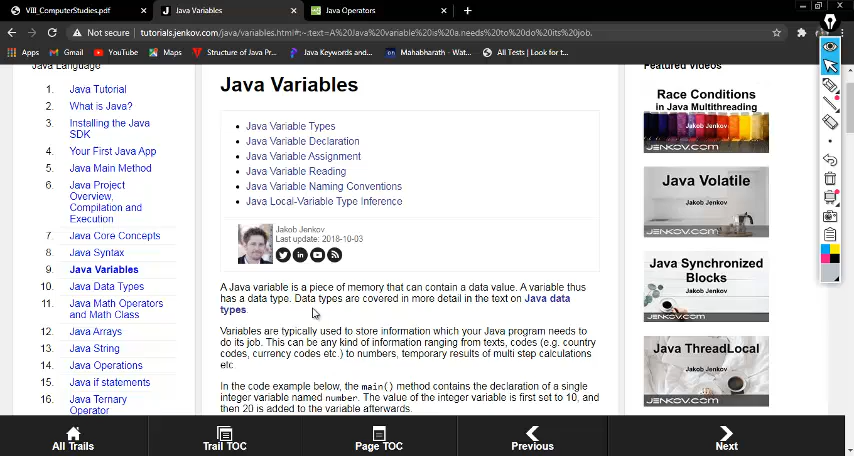 VIII_ComputerStudies.pdf
Java Variables
Java Operators
Not secure
tutorials.jenkov.com/java/variables.html#:~:text=A%20Java%20variable%20is%20a,needs%20to%20do%20its%20job.
Apps
Gmail
YouTube
Maps
Structure of Java Pr...
Java Keywords and...
Mahabharath - Wat...
All Tests | Look for t...
Java Language
1. Java Tutorial
2. What is Java?
3. Installing the Java
SDK
4. Your First Java App
5. Java Main Method
6. Java Project
Overview,
Compilation and
Execution
7. Java Core Concepts
8. Java Syntax
9. Java Variables
10. Java Data Types
11. Java Math Operators
and Math Class
12. Java Arrays
13. Java String
14. Java Operations
15. Java if statements
16. Java Ternary
Operator
Java Variables
Java Variable Types
Java Variable Declaration
Java Variable Assignment
Java Variable Reading
Java Variable Naming Conventions
Java Local-Variable Type Inference
Jakob Jenkov
Last update: 2018-10-03
A Java variable is a piece of memory that can contain a data value. A variable thus
has a data type. Data types are covered in more detail in the text on Java data
types.
Variables are typically used to store information which your Java program needs to
do its job. This can be any kind of information ranging from texts, codes (e.g. country
codes, currency codes etc.) to numbers, temporary results of multi step calculations
etc.
In the code example below, the main() method contains the declaration of a single
integer variable named number. The value of the integer variable is first set to 10, and
then 20 is added to the variable afterwards.
Featured Videos
Race Conditions
in Java Multithreading
Jakob Jenkov
JENKOV.COM
Java Volatile
Jakob Jenkov
JENKOV.COM
Java Synchronized
Blocks
Jakob Jenkov
JENKOV.COM
Java ThreadLocal
Jakob Jenkov
JENKOV.COM
All Trails
Trail TOC
Page TOC
Previous
Next